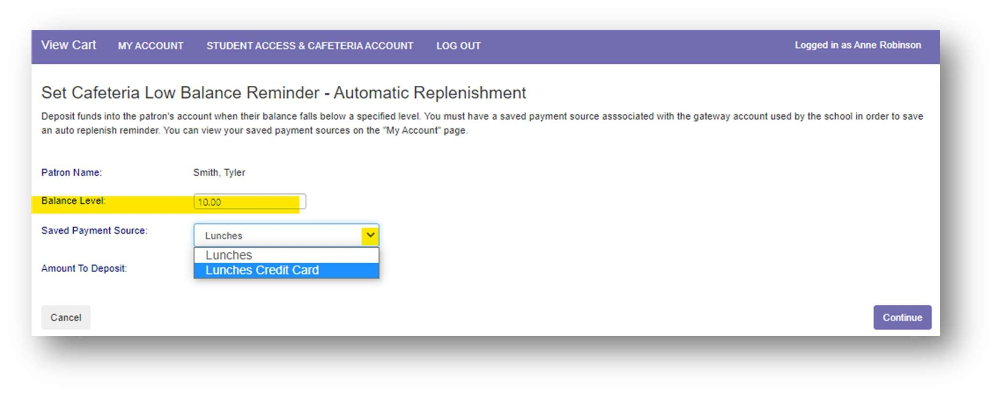 View Cart MY ACCOUNT STUDENT ACCESS & CAFETERIA ACCOUNT LOG OUT Logged in as Anne Robinson
Set Cafeteria Low Balance Reminder - Automatic Replenishment
Deposit funds into the patron's account when their balance falls below a specified level. You must have a saved payment source asssociated with the gateway account used by the school in order to save
an auto replenish reminder. You can view your saved payment sources on the "My Account" page.
Patron Name: Smith, Tyler
Balance Level: 10.00
Saved Payment Source: Lunches
Lunches
Amount To Deposit: Lunches Credit Card
Cancel Continue